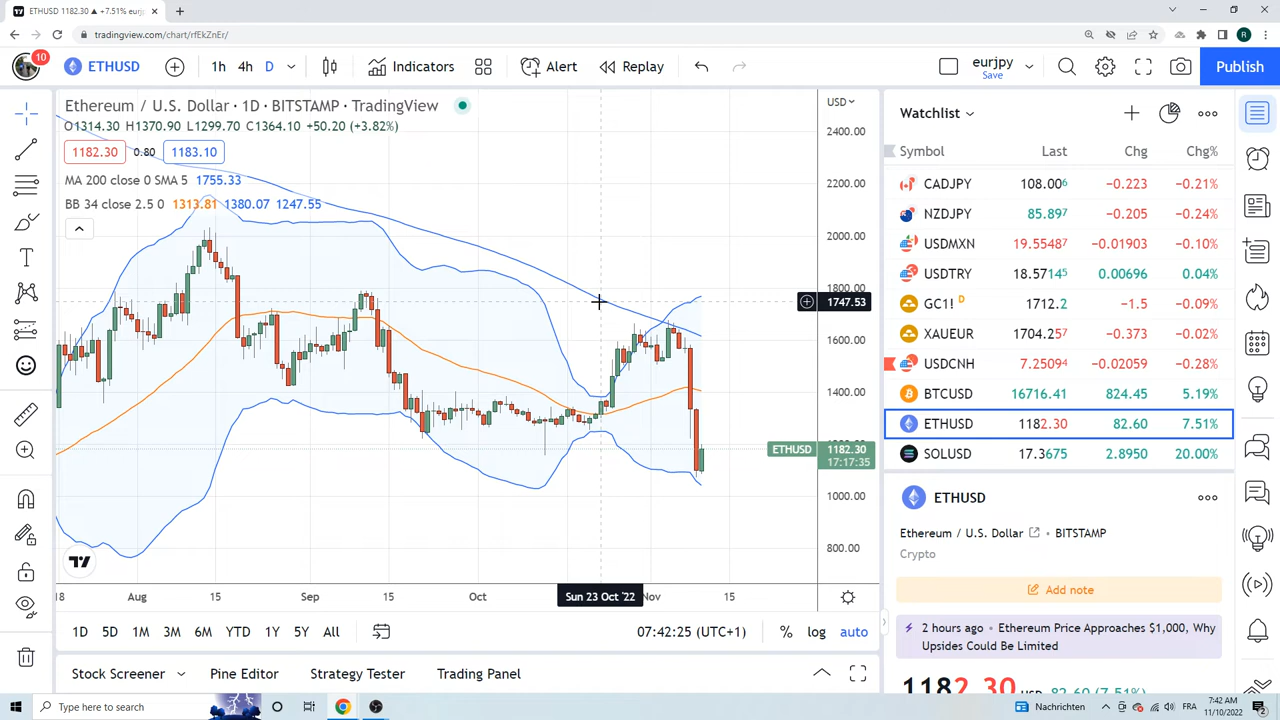 ETHUSD 1182.30 ▲ +7.51% eurj
tradingview.com/chart/rfEkZnEr/
R
10
ETHUSD
1h 4h D
Indicators
Alert
Replay
eurjpy
Save
Publish
Ethereum / U.S. Dollar · 1D · BITSTAMP · TradingView
O1314.30 H1370.90 L1299.70 C1364.10 +50.20 (+3.82%)
1182.30 0.80 1183.10
MA 200 close 0 SMA 5 1755.33
BB 34 close 2.5 0 1313.81 1380.07 1247.55
USD
2400.00
2200.00
2000.00
1800.00
1747.53
1600.00
1400.00
ETHUSD 1182.30
17:17:35
1000.00
800.00
18 Aug 15 Sep Oct Sun 23 Oct '22 Nov 15
1D 5D 1M 3M 6M YTD 1Y 5Y All
07:42:25 (UTC+1) % log auto
Stock Screener Pine Editor Strategy Tester Trading Panel
Watchlist
Symbol Last Chg Chg%
CADJPY 108.006 −0.223 −0.21%
NZDJPY 85.897 −0.205 −0.24%
USDMXN 19.55487 −0.01903 −0.10%
USDTRY 18.57145 0.00696 0.04%
GC1! D 1712.2 −1.5 −0.09%
XAUEUR 1704.257 −0.373 −0.02%
USDCNH 7.25094 −0.02059 −0.28%
BTCUSD 16716.41 824.45 5.19%
ETHUSD 1182.30 82.60 7.51%
SOLUSD 17.3675 2.8950 20.00%
ETHUSD
Ethereum / U.S. Dollar • BITSTAMP
Crypto
Add note
2 hours ago • Ethereum Price Approaches $1,000, Why
Upsides Could Be Limited
1182.30 USD 82.60 (7.51%)
Type here to search
Nachrichten
FRA
7:42 AM
11/10/2022
2